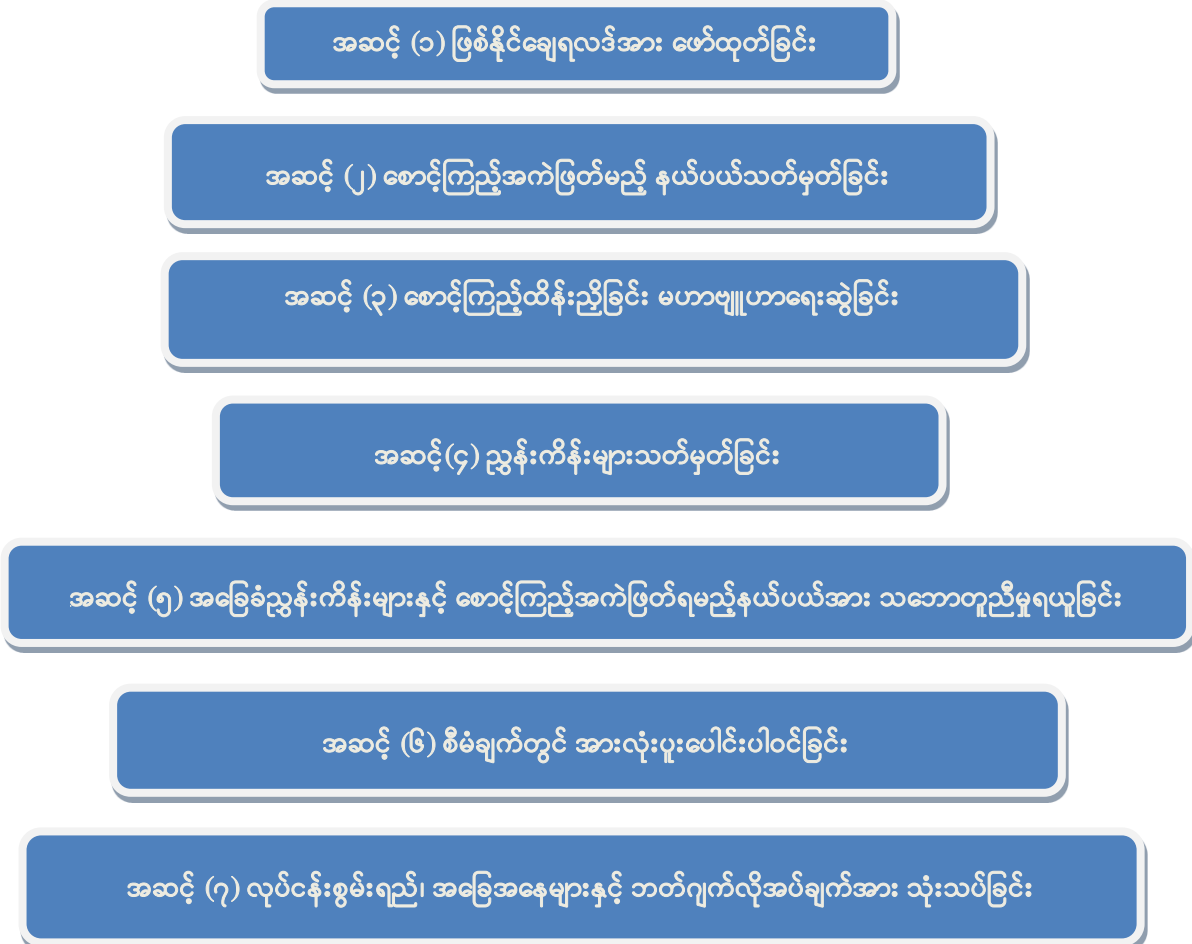 အဆင့် (၁) ဖြစ်နိုင်ချေရလဒ်အား ဖော်ထုတ်ခြင်း
အဆင့် (၂) စောင့်ကြည့်အကဲဖြတ်မည့် နယ်ပယ်သတ်မှတ်ခြင်း
အဆင့် (၃) စောင့်ကြည့်ထိန်းညှိခြင်း မဟာဗျူဟာရေးဆွဲခြင်း
အဆင့်(၄) ညွှန်းကိန်းများသတ်မှတ်ခြင်း
အဆင့် (၅) အခြေခံညွှန်းကိန်းများနှင့် စောင့်ကြည့်အကဲဖြတ်ရမည့်နယ်ပယ်အား သဘောတူညီမှုရယူခြင်း
အဆင့် (၆) စီမံချက်တွင် အားလုံးပူးပေါင်းပါဝင်ခြင်း
အဆင့် (၇) လုပ်ငန်းစွမ်းရည်၊ အခြေအနေများနှင့် ဘတ်ဂျက်လိုအပ်ချက်အား သုံးသပ်ခြင်း